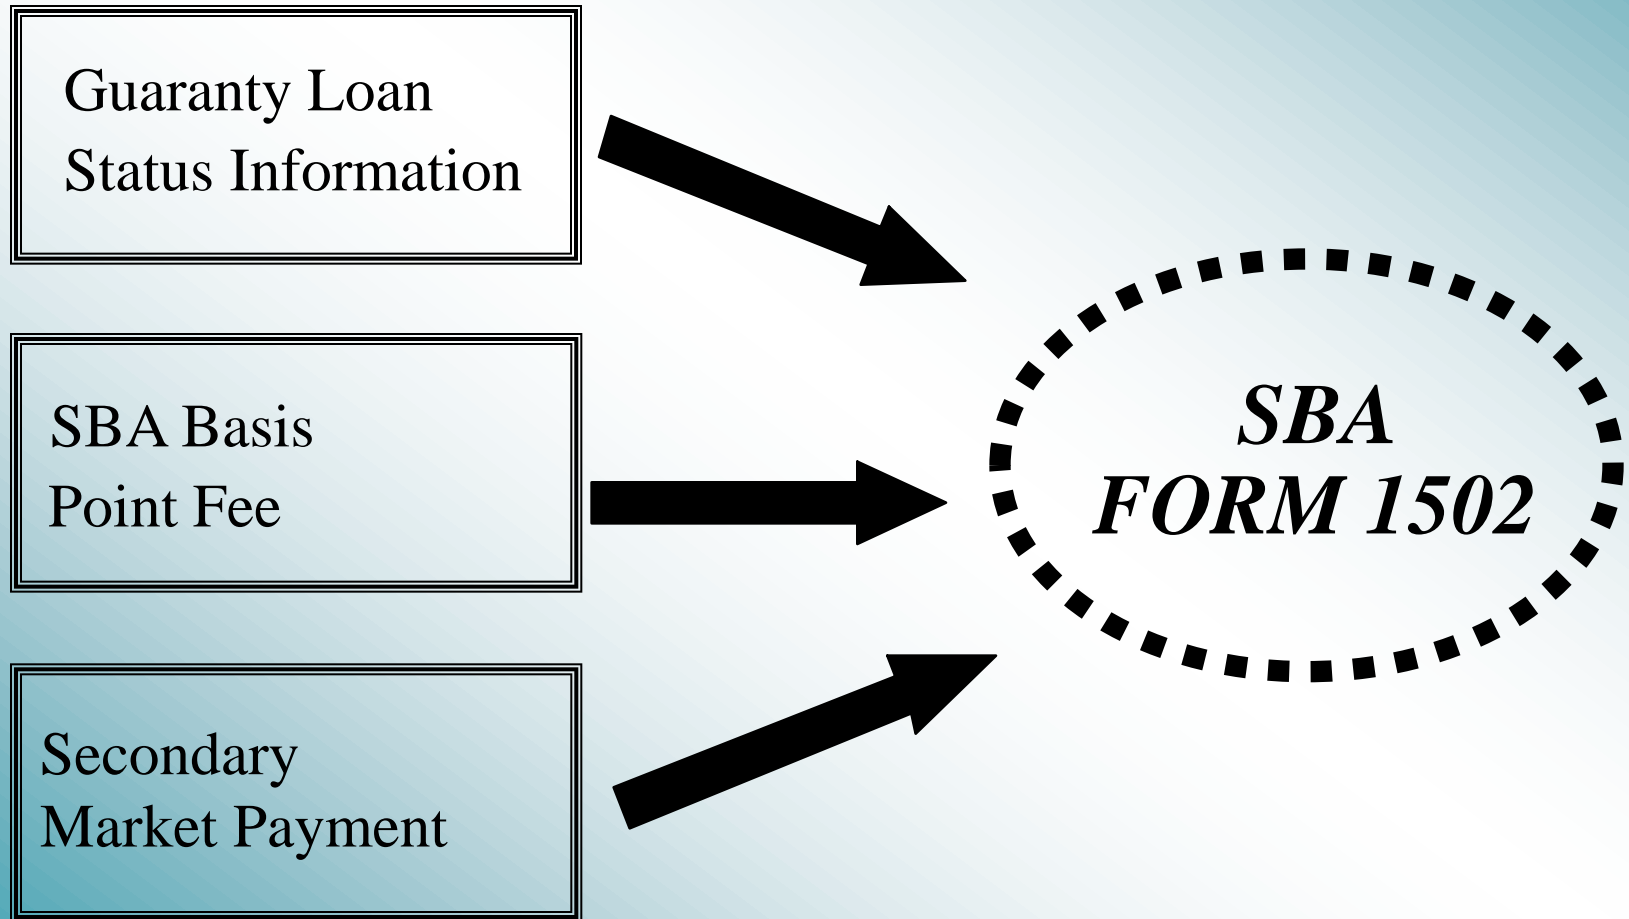 Guaranty Loan
Status Information
SBA Basis
Point Fee
Secondary
Market Payment
SBA
FORM 1502